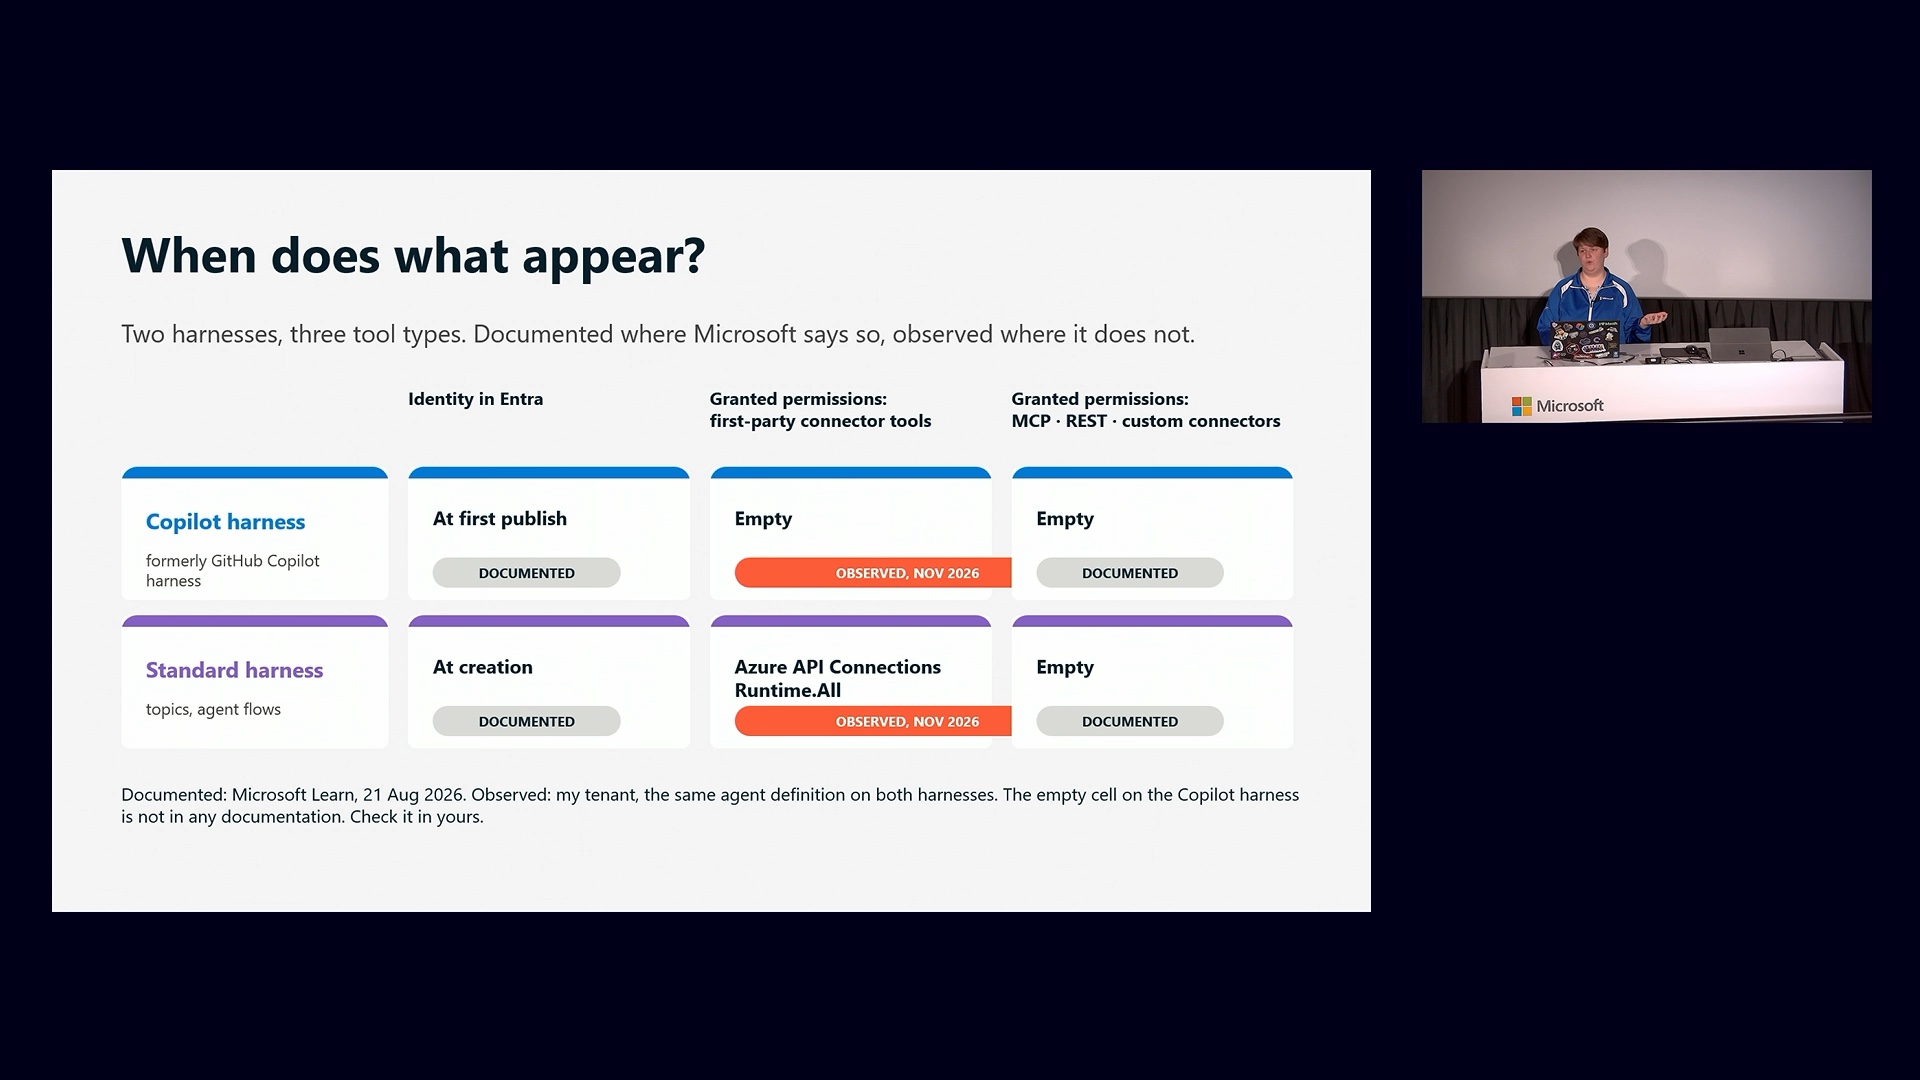 When does what appear?
Two harnesses, three tool types. Documented where Microsoft says so, observed where it does not.
Identity in Entra
Granted permissions:
first-party connector tools
Granted permissions:
MCP · REST · custom connectors
Copilot harness
formerly GitHub Copilot
harness
At first publish
DOCUMENTED
Empty
OBSERVED, NOV 2026
Empty
DOCUMENTED
Standard harness
topics, agent flows
At creation
DOCUMENTED
Azure API Connections
Runtime.All
OBSERVED, NOV 2026
Empty
DOCUMENTED
Documented: Microsoft Learn, 21 Aug 2026. Observed: my tenant, the same agent definition on both harnesses. The empty cell on the Copilot harness
is not in any documentation. Check it in yours.
Microsoft